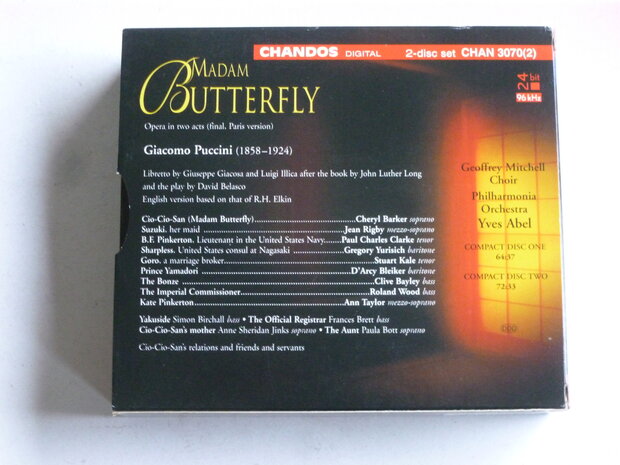 CHANDOS DIGITAL 2-disc set CHAN 3070(2)
MADAM
BUTTERFLY
24 bit
96 kHz
Opera in two acts (final, Paris version)
Giacomo Puccini (1858–1924)
Libretto by Giuseppe Giacosa and Luigi Illica after the book by John Luther Long
and the play by David Belasco
English version based on that of R.H. Elkin
Cio-Cio-San (Madam Butterfly)....Cheryl Barker soprano
Suzuki, her maid ....Jean Rigby mezzo-soprano
B.F. Pinkerton, Lieutenant in the United States Navy....Paul Charles Clarke tenor
Sharpless, United States consul at Nagasaki ....Gregory Yurisich baritone
Goro, a marriage broker....Stuart Kale tenor
Prince Yamadori ....D'Arcy Bleiker baritone
The Bonze ....Clive Bayley bass
The Imperial Commissioner....Roland Wood bass
Kate Pinkerton....Ann Taylor mezzo-soprano
Yakuside Simon Birchall bass • The Official Registrar Frances Brett bass
Cio-Cio-San's mother Anne Sheridan Jinks soprano • The Aunt Paula Bott soprano
Cio-Cio-San's relations and friends and servants
Geoffrey Mitchell
Choir
Philharmonia
Orchestra
Yves Abel
COMPACT DISC ONE
64:37
COMPACT DISC TWO
72:33
DDD